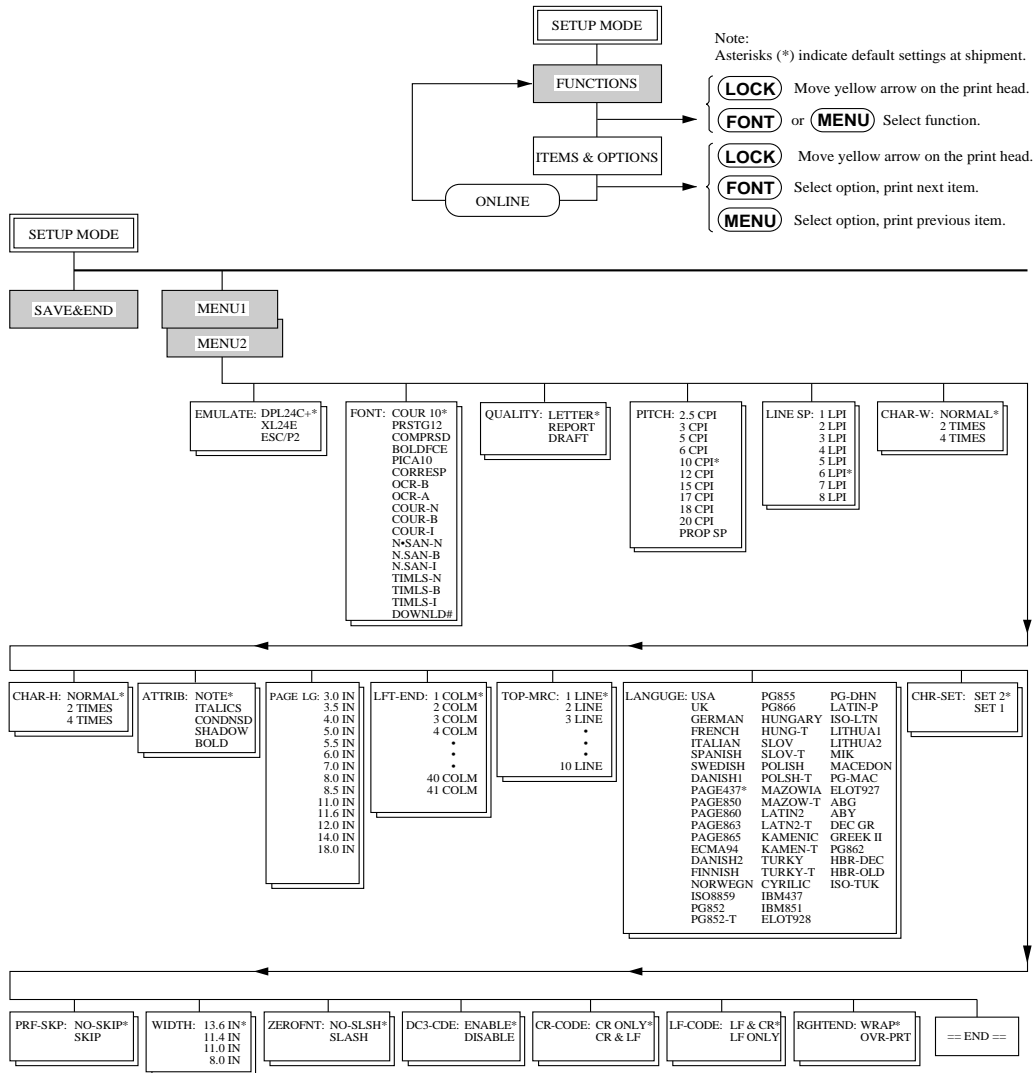 SETUP MODE
Note:
Asterisks (*) indicate default settings at shipment.
FUNCTIONS
LOCK Move yellow arrow on the print head.
FONT or MENU Select function.
ITEMS & OPTIONS
LOCK Move yellow arrow on the print head.
FONT Select option, print next item.
MENU Select option, print previous item.
ONLINE
SETUP MODE
SAVE&END
MENU1
MENU2
EMULATE: DPL24C+*
XL24E
ESC/P2
FONT: COUR 10*
PRSTG12
COMPRSD
BOLDFCE
PICA10
CORRESP
OCR-B
OCR-A
COUR-N
COUR-B
COUR-I
N•SAN-N
N.SAN-B
N.SAN-I
TIMLS-N
TIMLS-B
TIMLS-I
DOWNLD#
QUALITY: LETTER*
REPORT
DRAFT
PITCH: 2.5 CPI
3 CPI
5 CPI
6 CPI
10 CPI*
12 CPI
15 CPI
17 CPI
18 CPI
20 CPI
PROP SP
LINE SP: 1 LPI
2 LPI
3 LPI
4 LPI
5 LPI
6 LPI*
7 LPI
8 LPI
CHAR-W: NORMAL*
2 TIMES
4 TIMES
CHAR-H: NORMAL*
2 TIMES
4 TIMES
ATTRIB: NOTE*
ITALICS
CONDNSD
SHADOW
BOLD
PAGE LG: 3.0 IN
3.5 IN
4.0 IN
5.0 IN
5.5 IN
6.0 IN
7.0 IN
8.0 IN
8.5 IN
11.0 IN
11.6 IN
12.0 IN
14.0 IN
18.0 IN
LFT-END: 1 COLM*
2 COLM
3 COLM
4 COLM
•
•
•
40 COLM
41 COLM
TOP-MRC: 1 LINE*
2 LINE
3 LINE
•
•
•
10 LINE
LANGUGE: USA PG855 PG-DHN
UK PG866 LATIN-P
GERMAN HUNGARY ISO-LTN
FRENCH HUNG-T LITHUA1
ITALIAN SLOV LITHUA2
SPANISH SLOV-T MIK
SWEDISH POLISH MACEDON
DANISH1 POLSH-T PG-MAC
PAGE437* MAZOWIA ELOT927
PAGE850 MAZOW-T ABG
PAGE860 LATIN2 ABY
PAGE863 LATN2-T DEC GR
PAGE865 KAMENIC GREEK II
ECMA94 KAMEN-T PG862
DANISH2 TURKY HBR-DEC
FINNISH TURKY-T HBR-OLD
NORWEGN CYRILIC ISO-TUK
ISO8859 IBM437
PG852 IBM851
PG852-T ELOT928
CHR-SET: SET 2*
SET 1
PRF-SKP: NO-SKIP*
SKIP
WIDTH: 13.6 IN*
11.4 IN
11.0 IN
8.0 IN
ZEROFNT: NO-SLSH*
SLASH
DC3-CDE: ENABLE*
DISABLE
CR-CODE: CR ONLY*
CR & LF
LF-CODE: LF & CR*
LF ONLY
RGHTEND: WRAP*
OVR-PRT
== END ==